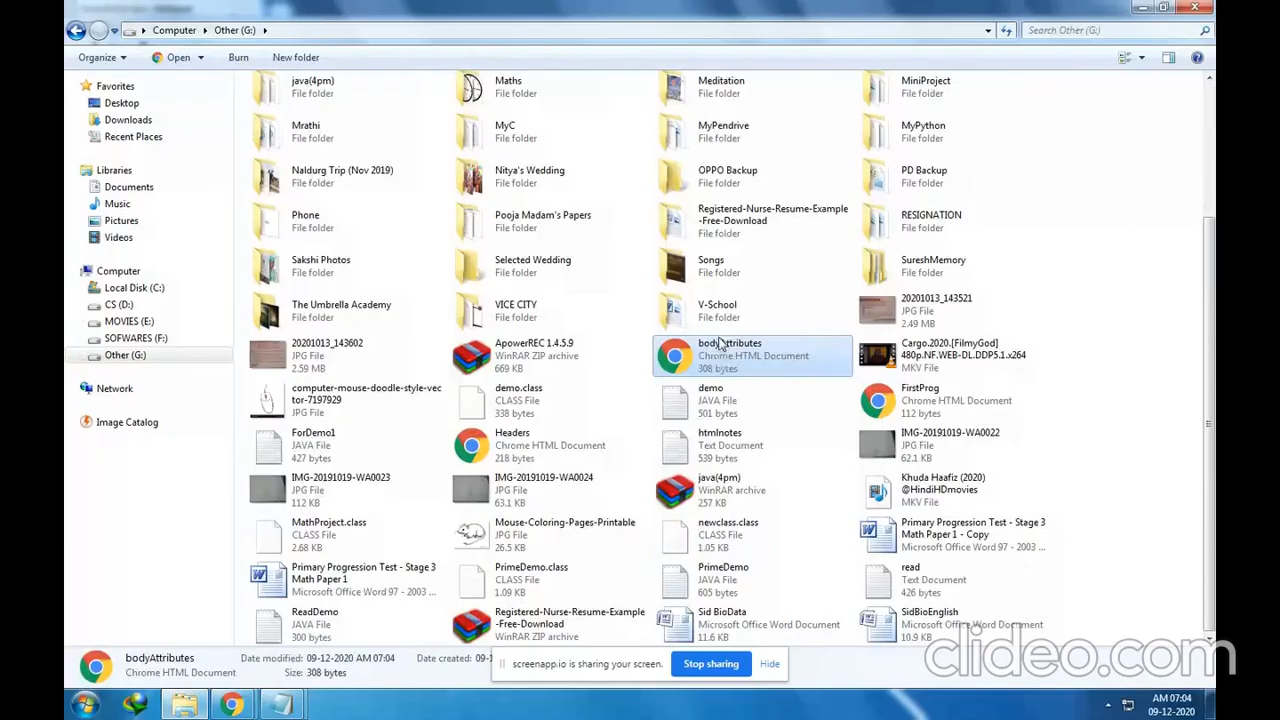 Computer
Other (G:)
Search Other (G:)
Organize
Open
Burn
New folder
Favorites
Desktop
Downloads
Recent Places
Libraries
Documents
Music
Pictures
Videos
Computer
Local Disk (C:)
CS (D:)
MOVIES (E:)
SOFWARES (F:)
Other (G:)
Network
Image Catalog
java(4pm)
File folder
Maths
File folder
Meditation
File folder
MiniProject
File folder
Mrathi
File folder
MyC
File folder
MyPendrive
File folder
MyPython
File folder
Naldurg Trip (Nov 2019)
File folder
Nitya's Wedding
File folder
OPPO Backup
File folder
PD Backup
File folder
Phone
File folder
Pooja Madam's Papers
File folder
Registered-Nurse-Resume-Example
-Free-Download
File folder
RESIGNATION
File folder
Sakshi Photos
File folder
Selected Wedding
File folder
Songs
File folder
SureshMemory
File folder
The Umbrella Academy
File folder
VICE CITY
File folder
V-School
File folder
20201013_143521
JPG File
2.49 MB
20201013_143602
JPG File
2.59 MB
ApowerREC 1.4.5.9
WinRAR ZIP archive
669 KB
bodyAttributes
Chrome HTML Document
308 bytes
Cargo.2020.[FilmyGod]
480p.NF.WEB-DL.DDP5.1.x264
MKV File
computer-mouse-doodle-style-vec
tor-7197929
JPG File
demo.class
CLASS File
338 bytes
demo
JAVA File
501 bytes
FirstProg
Chrome HTML Document
112 bytes
ForDemo1
JAVA File
427 bytes
Headers
Chrome HTML Document
218 bytes
htmlnotes
Text Document
539 bytes
IMG-20191019-WA0022
JPG File
62.1 KB
IMG-20191019-WA0023
JPG File
112 KB
IMG-20191019-WA0024
JPG File
63.1 KB
java(4pm)
WinRAR archive
257 KB
Khuda Haafiz (2020)
@HindiHDmovies
MKV File
MathProject.class
CLASS File
2.68 KB
Mouse-Coloring-Pages-Printable
JPG File
26.5 KB
newclass.class
CLASS File
1.05 KB
Primary Progression Test - Stage 3
Math Paper 1 - Copy
Microsoft Office Word 97 - 2003 ...
Primary Progression Test - Stage 3
Math Paper 1
Microsoft Office Word 97 - 2003 ...
PrimeDemo.class
CLASS File
1.09 KB
PrimeDemo
JAVA File
605 bytes
read
Text Document
426 bytes
ReadDemo
JAVA File
300 bytes
Registered-Nurse-Resume-Example
-Free-Download
WinRAR ZIP archive
Sid BioData
Microsoft Office Word Document
11.6 KB
SidBioEnglish
Microsoft Office Word Document
10.9 KB
bodyAttributes
Date modified: 09-12-2020 AM 07:04
Date created: 09-1
Chrome HTML Document
Size: 308 bytes
screenapp.io is sharing your screen.
Stop sharing
Hide
clideo.com
AM 07:04
09-12-2020